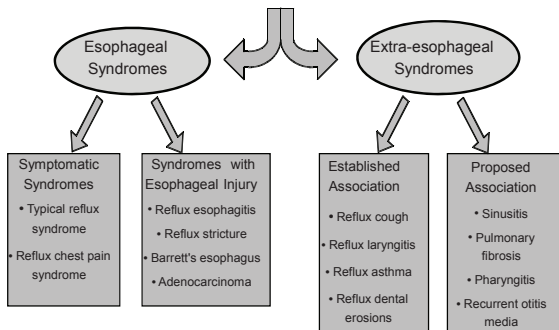 Esophageal
Syndromes
Extra-esophageal
Syndromes
Symptomatic
Syndromes
• Typical reflux
syndrome
• Reflux chest pain
syndrome
Syndromes with
Esophageal Injury
• Reflux esophagitis
• Reflux stricture
• Barrett's esophagus
• Adenocarcinoma
Established
Association
• Reflux cough
• Reflux laryngitis
• Reflux asthma
• Reflux dental
erosions
Proposed
Association
• Sinusitis
• Pulmonary
fibrosis
• Pharyngitis
• Recurrent otitis
media